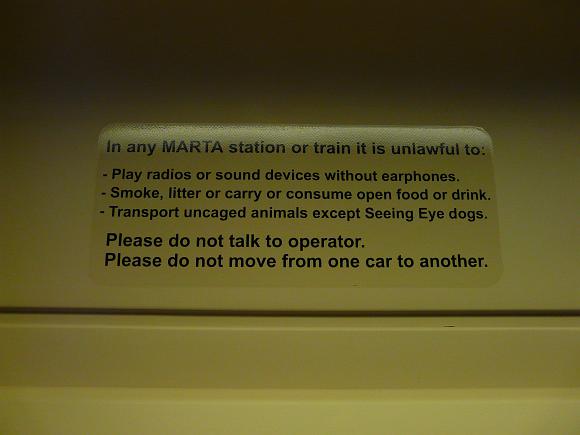 In any MARTA station or train it is unlawful to:
- Play radios or sound devices without earphones.
- Smoke, litter or carry or consume open food or drink.
- Transport uncaged animals except Seeing Eye dogs.
Please do not talk to operator.
Please do not move from one car to another.